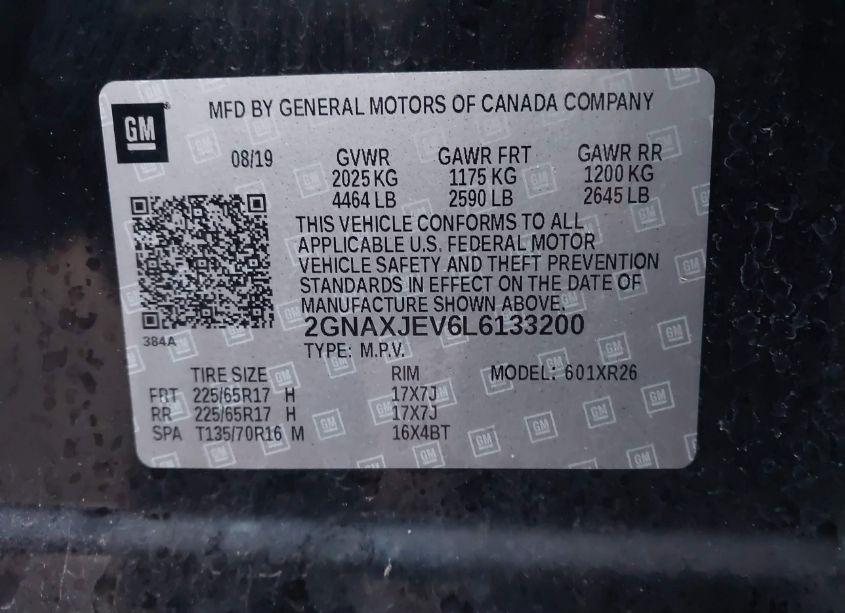 GM
MFD BY GENERAL MOTORS OF CANADA COMPANY
08/19 GVWR GAWR FRT GAWR RR
2025 KG 1175 KG 1200 KG
4464 LB 2590 LB 2645 LB
THIS VEHICLE CONFORMS TO ALL
APPLICABLE U.S. FEDERAL MOTOR
VEHICLE SAFETY AND THEFT PREVENTION
STANDARDS IN EFFECT ON THE DATE OF
MANUFACTURE SHOWN ABOVE.
2GNAXJEV6L6133200
384A
TYPE: M.P.V.
TIRE SIZE RIM MODEL: 601XR26
FRT 225/65R17 H 17X7J
RR 225/65R17 H 17X7J
SPA T135/70R16 M 16X4BT